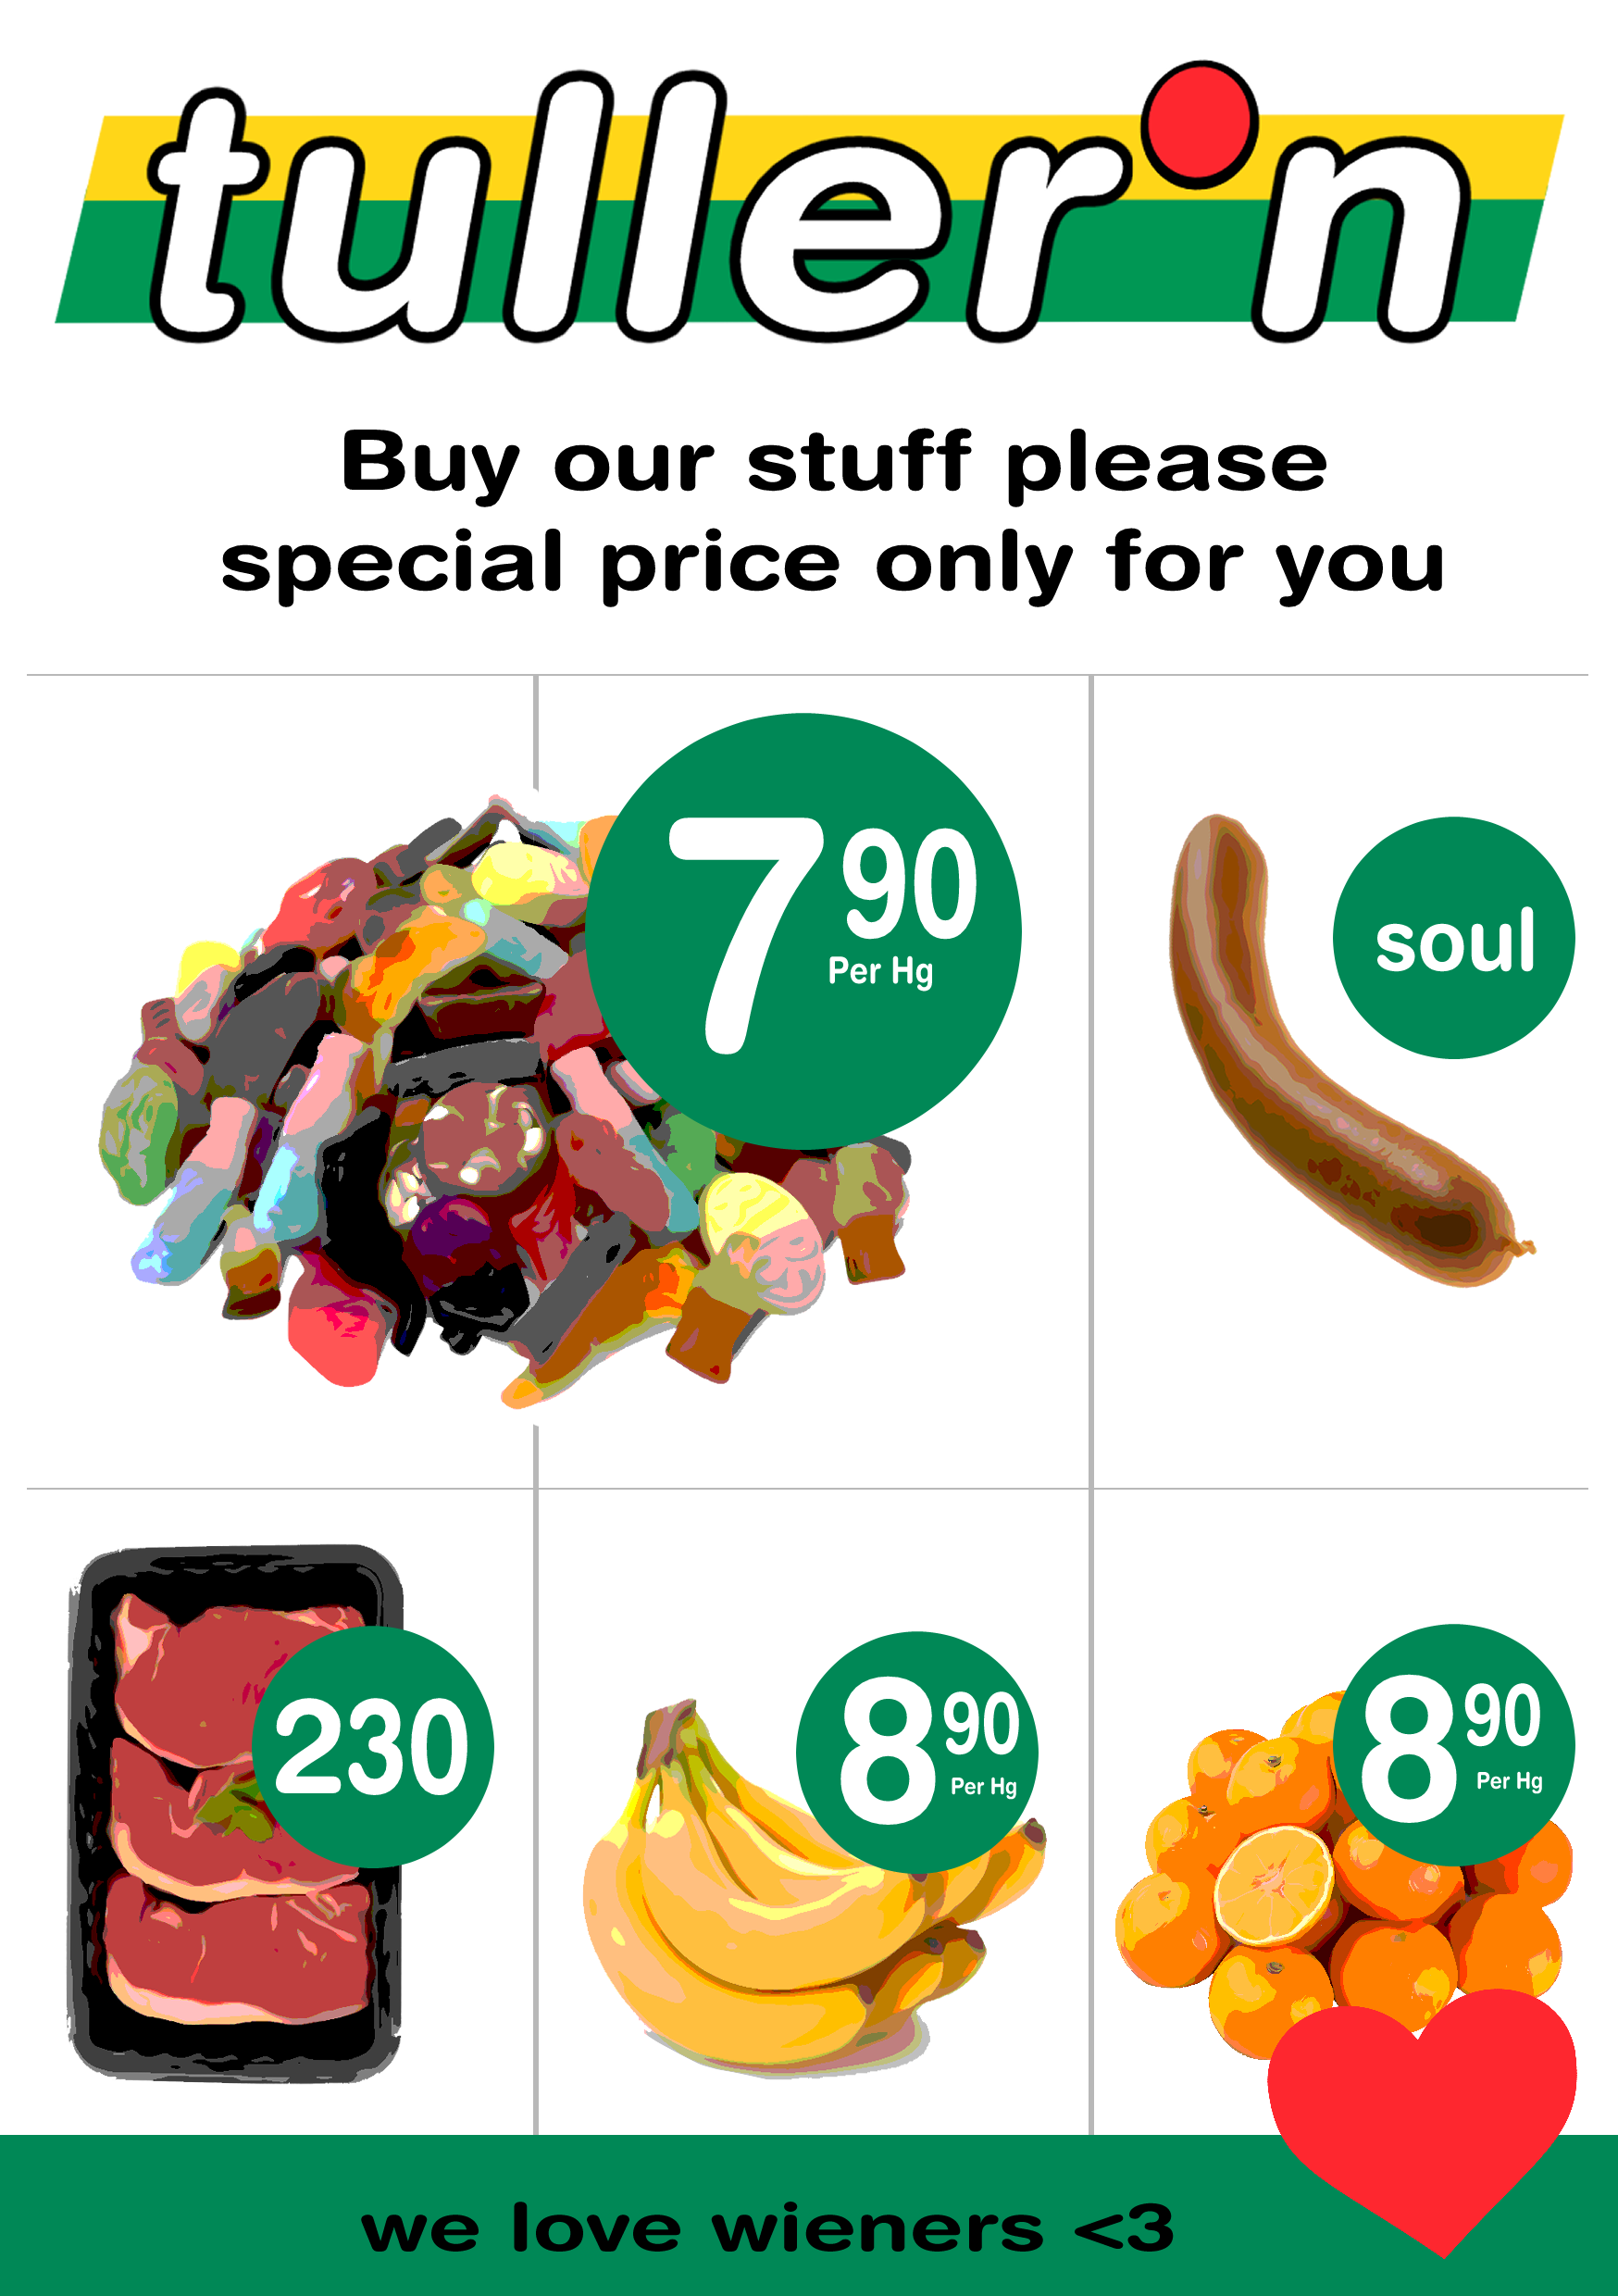 tuller'n
Buy our stuff please
special price only for you
7 90
Per Hg
soul
230
8 90
Per Hg
8 90
Per Hg
we love wieners <3